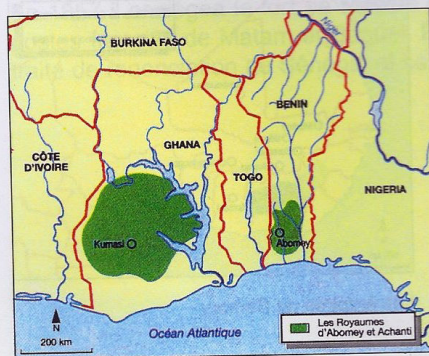 BURKINA FASO
Niger
BENIN
CÔTE
D'IVOIRE
GHANA
TOGO
NIGERIA
Kumasi
Abomey
N
200 km
Océan Atlantique
Les Royaumes
d'Abomey et Achanti